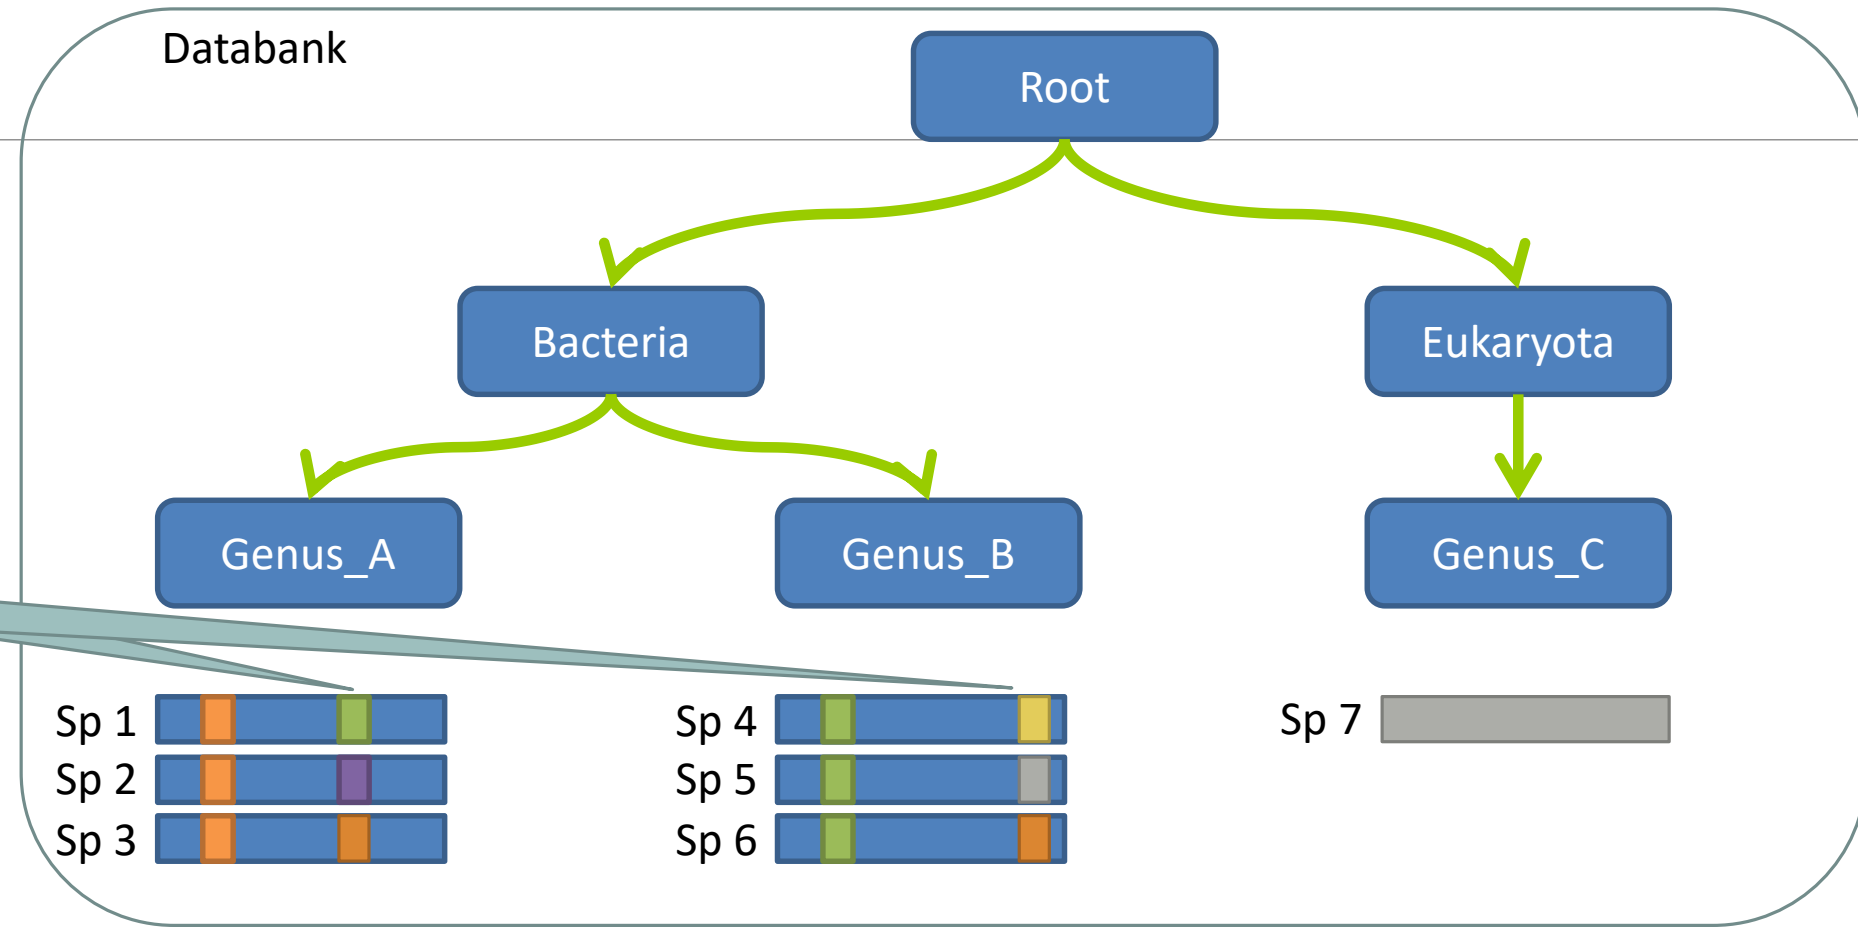 Databank
Root
Bacteria
Eukaryota
Genus_A
Genus_B
Genus_C
Sp 1
Sp 4
Sp 7
Sp 2
Sp 5
Sp 3
Sp 6